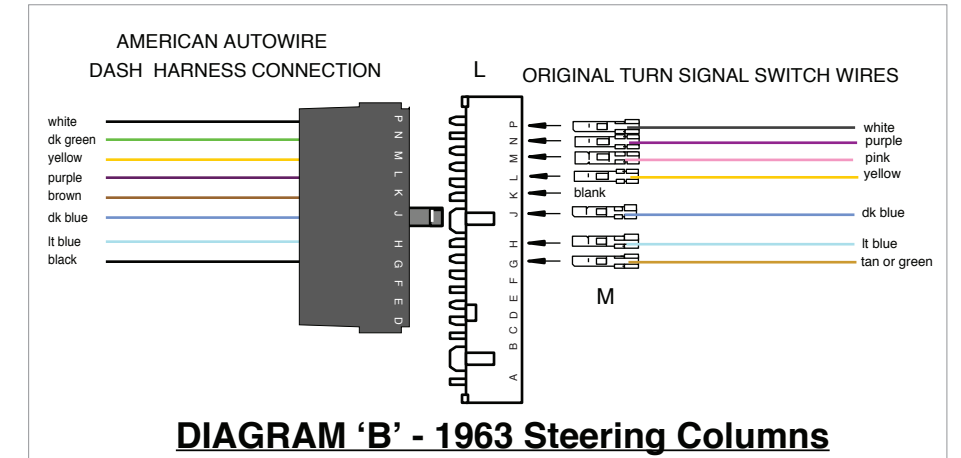 AMERICAN AUTOWIRE
DASH HARNESS CONNECTION
L
ORIGINAL TURN SIGNAL SWITCH WIRES
white
dk green
yellow
purple
brown
dk blue
lt blue
black
P
N
M
L
K
J
H
G
F
E
D
P
N
M
L
K
J
H
G
F
E
D
C
B
A
blank
white
purple
pink
yellow
dk blue
lt blue
tan or green
M
DIAGRAM ‘B’ - 1963 Steering Columns